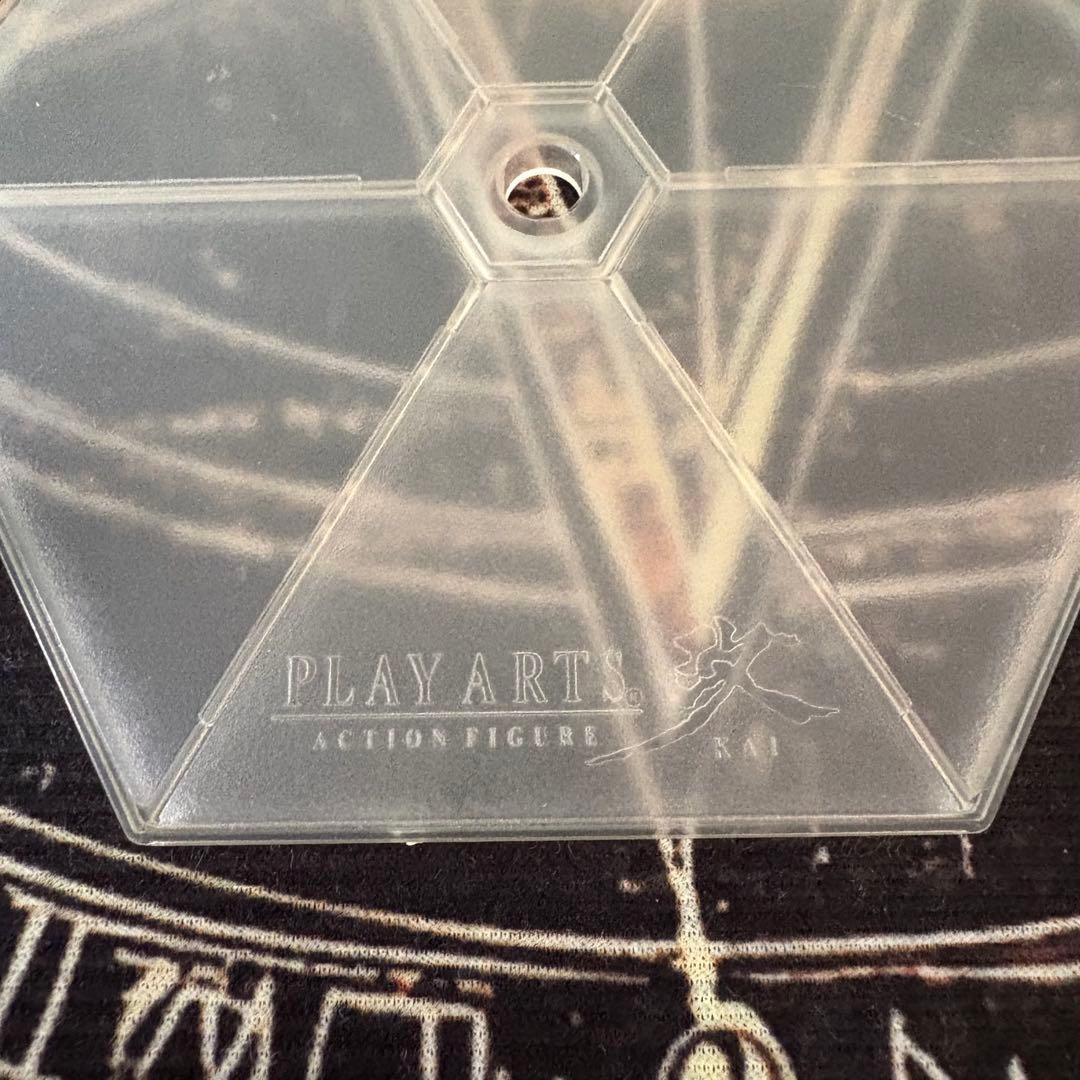 PLAY ARTS® 改
ACTION FIGURE KAI